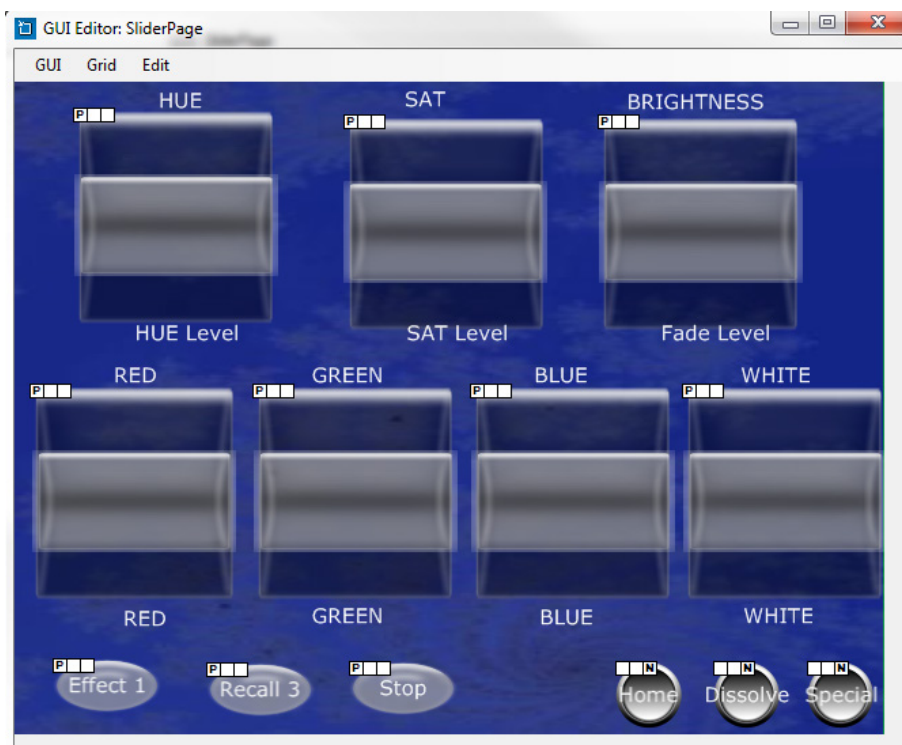 GUI Editor: SliderPage
GUI Grid Edit
HUE SAT BRIGHTNESS
P P P
HUE Level SAT Level Fade Level
RED GREEN BLUE WHITE
P P P P
RED GREEN BLUE WHITE
P P P N N N
Effect 1 Recall 3 Stop Home Dissolve Special